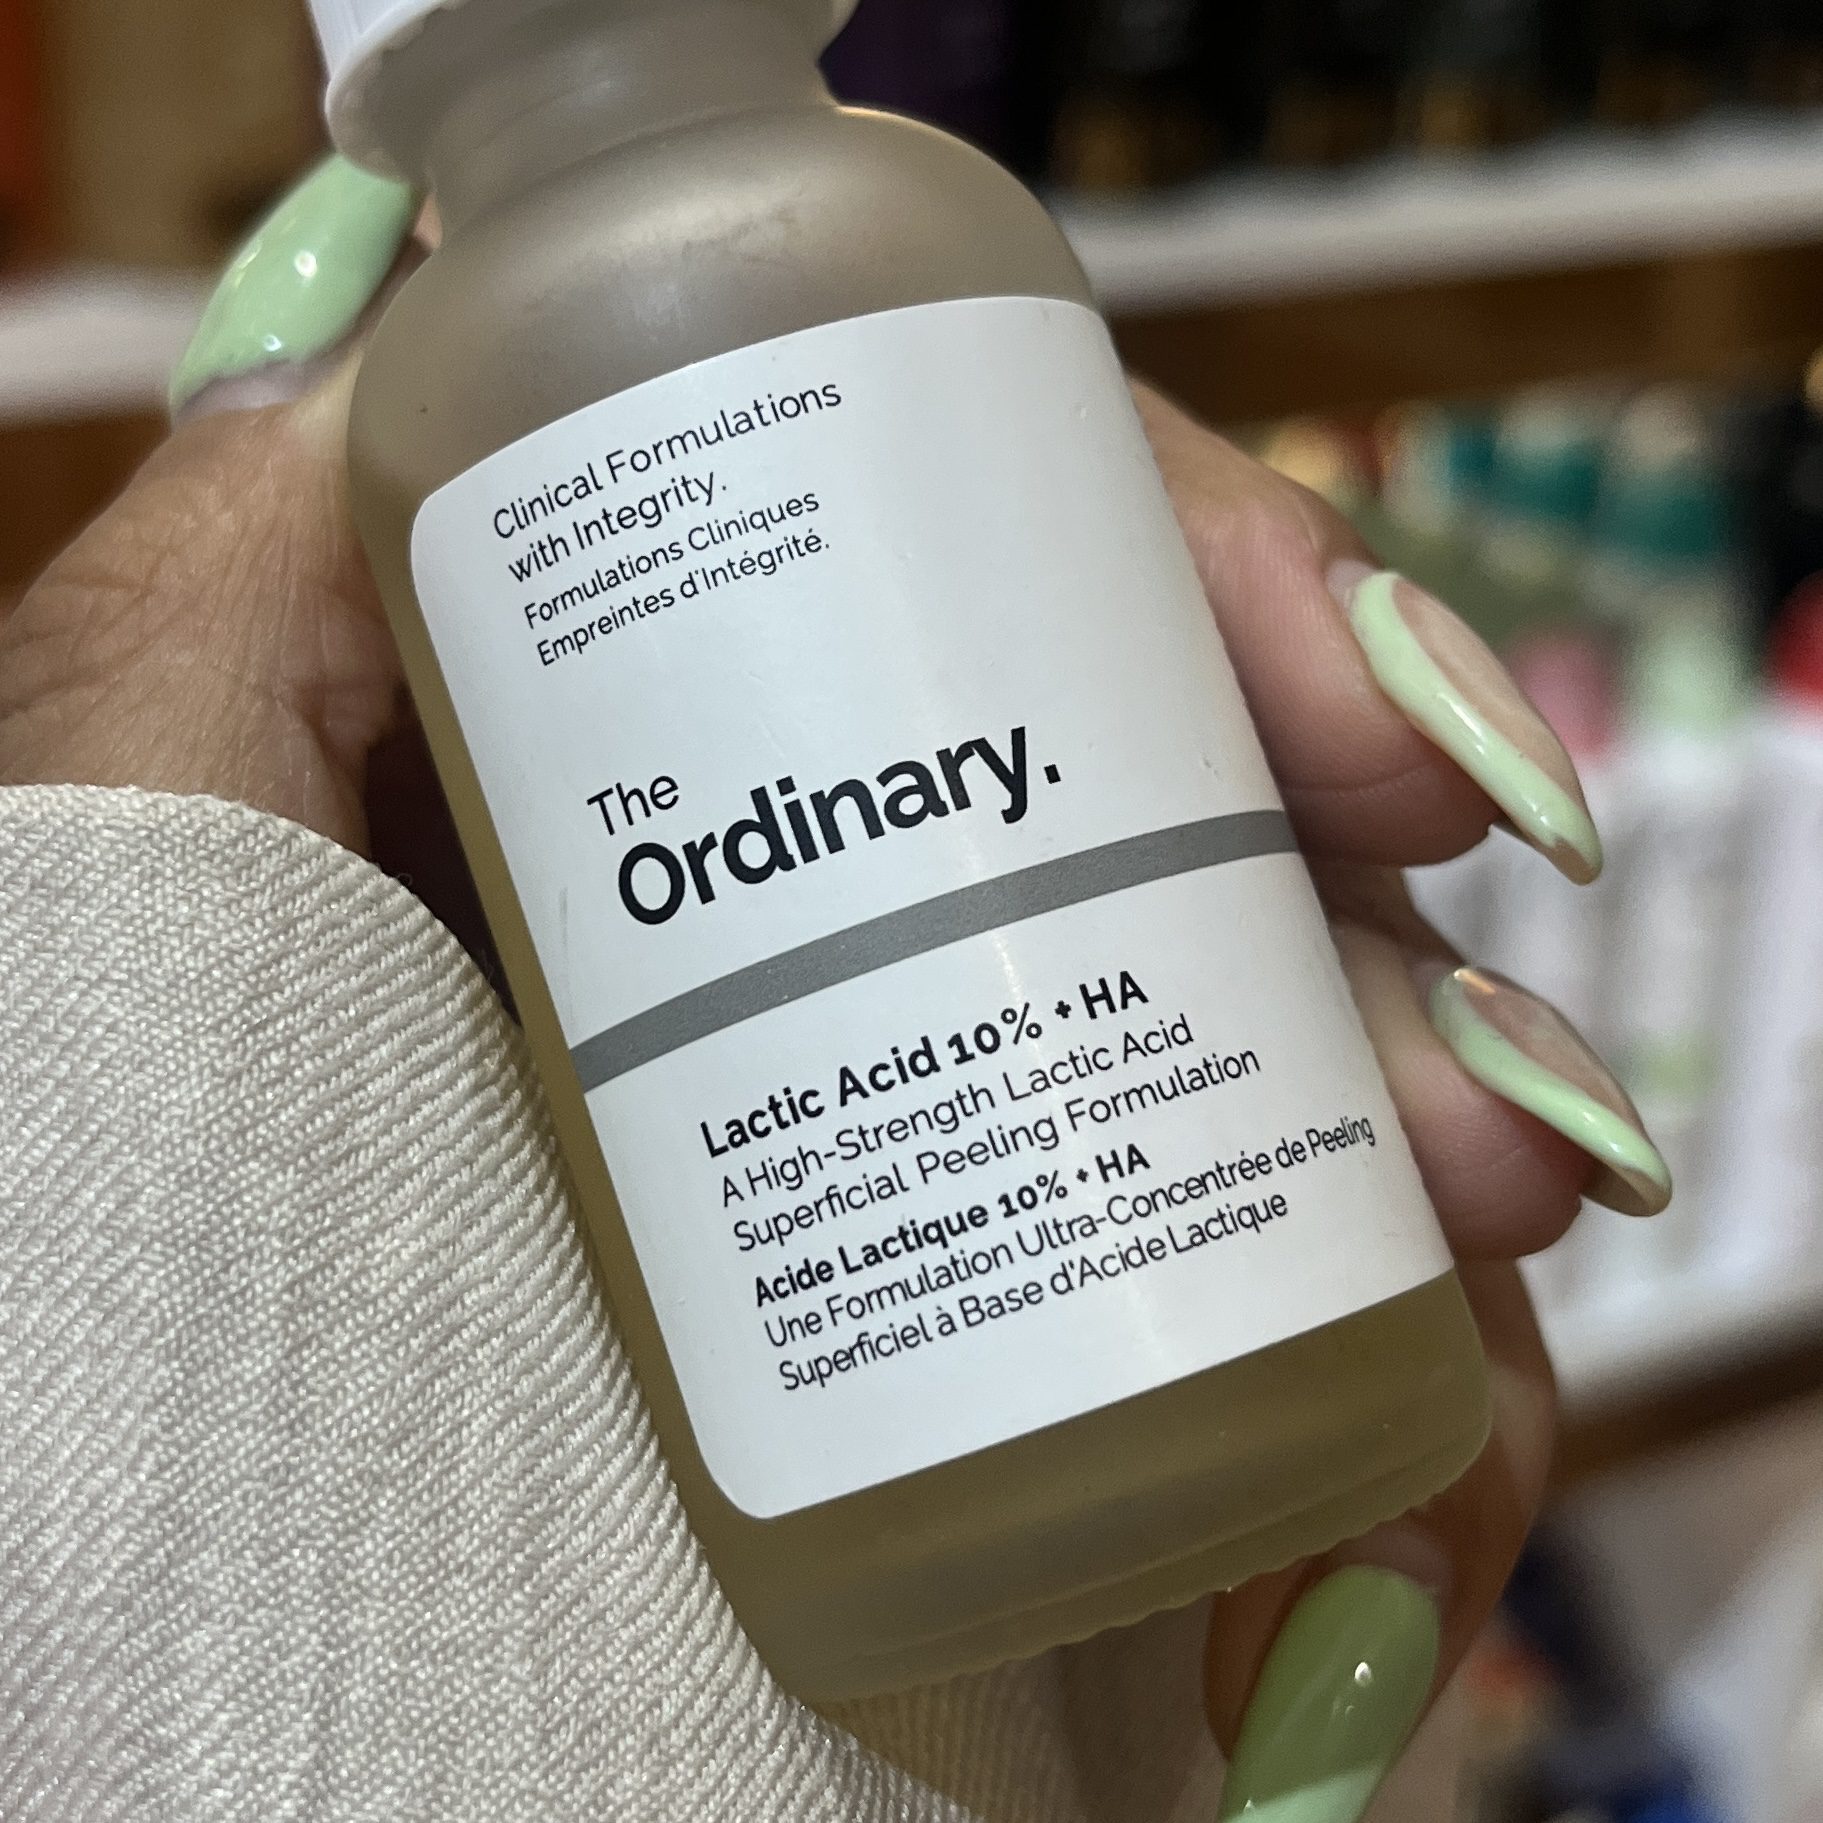 Clinical Formulations
with Integrity.
Formulations Cliniques
Empreintes d'Intégrité.
The
Ordinary.
Lactic Acid 10% + HA
A High-Strength Lactic Acid
Superficial Peeling Formulation
Acide Lactique 10% + HA
Une Formulation Ultra-Concentrée de Peeling
Superficiel à Base d'Acide Lactique